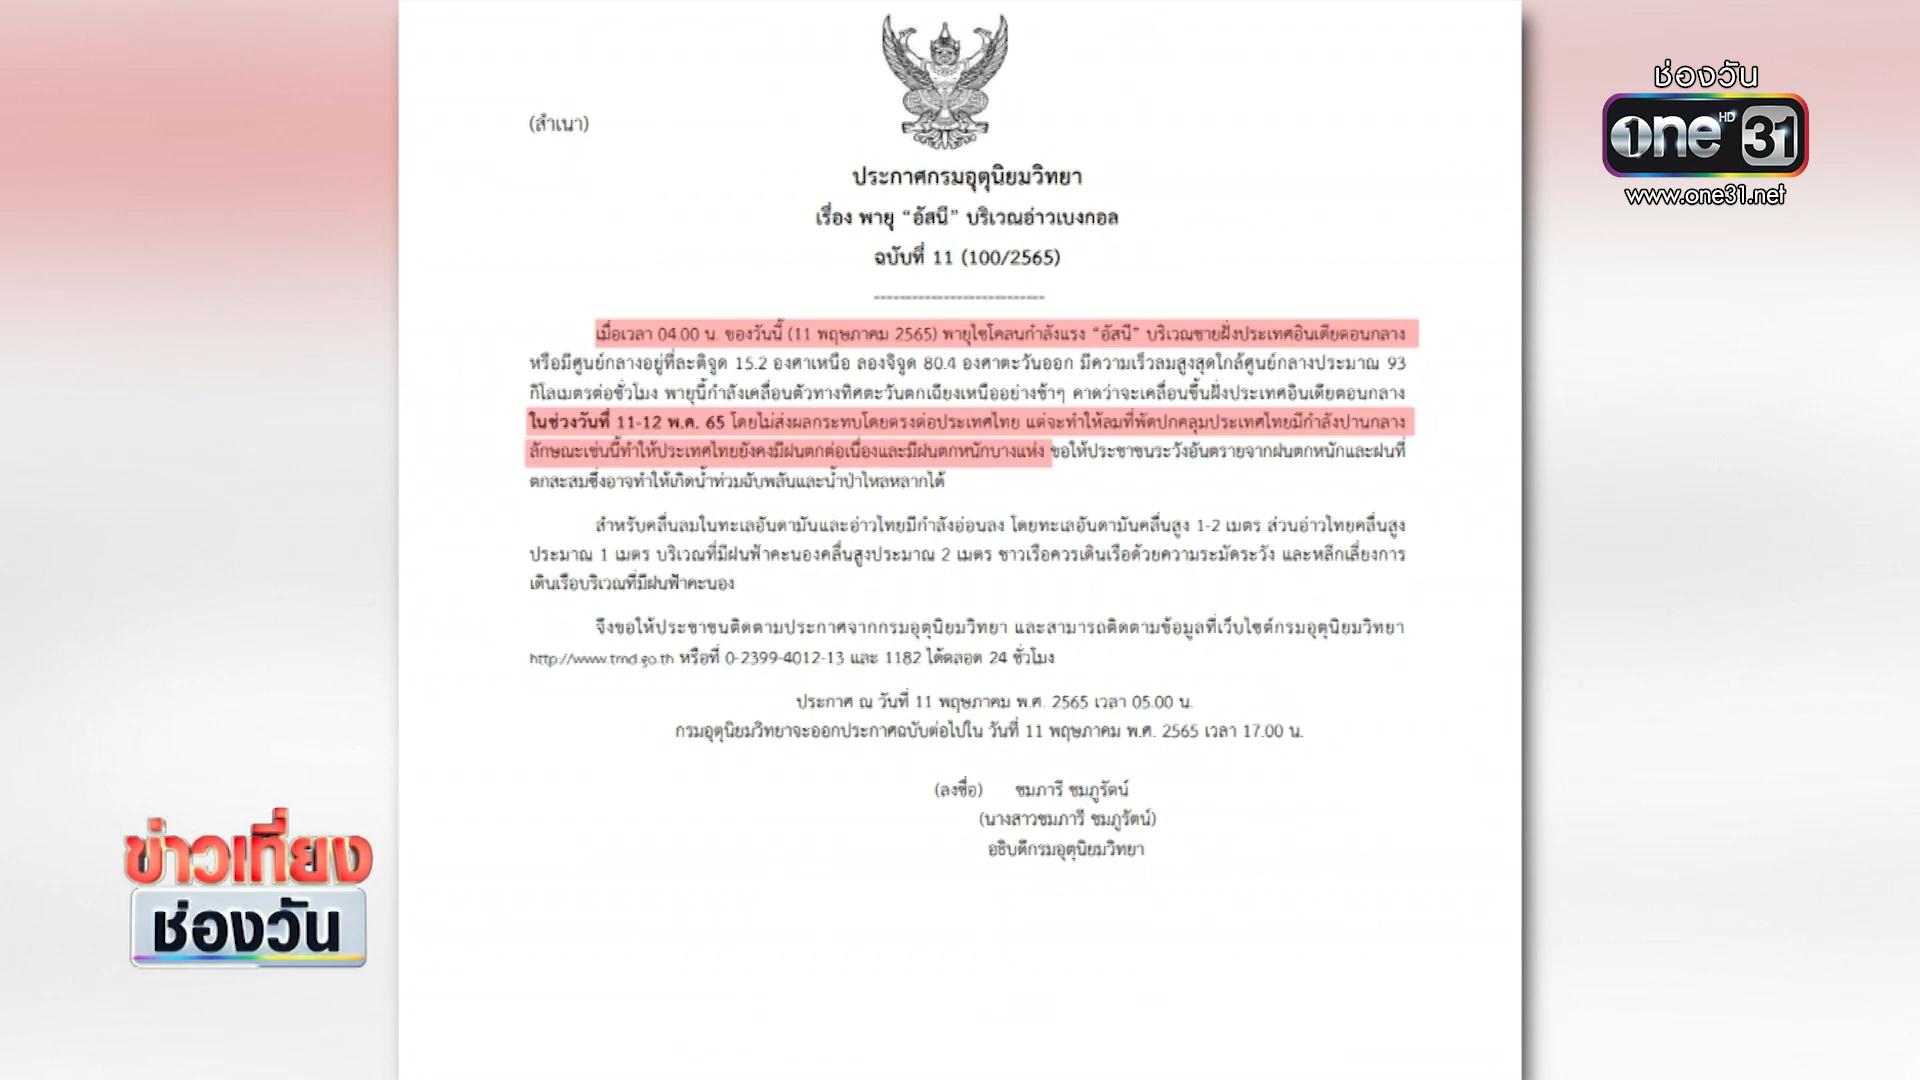 (สำเนา)
ประกาศกรมอุตุนิยมวิทยา
เรื่อง พายุ “อัสนี” บริเวณอ่าวเบงกอล
ฉบับที่ 11 (100/2565)
---------------------------
เมื่อเวลา 04.00 น. ของวันนี้ (11 พฤษภาคม 2565) พายุไซโคลนกำลังแรง “อัสนี” บริเวณชายฝั่งประเทศอินเดียตอนกลาง
หรือมีศูนย์กลางอยู่ที่ละติจูด 15.2 องศาเหนือ ลองจิจูด 80.4 องศาตะวันออก มีความเร็วลมสูงสุดใกล้ศูนย์กลางประมาณ 93
กิโลเมตรต่อชั่วโมง พายุนี้กำลังเคลื่อนตัวทางทิศตะวันตกเฉียงเหนืออย่างช้าๆ คาดว่าจะเคลื่อนขึ้นฝั่งประเทศอินเดียตอนกลาง
ในช่วงวันที่ 11-12 พ.ค. 65 โดยไม่ส่งผลกระทบโดยตรงต่อประเทศไทย แต่จะทำให้ลมที่พัดปกคลุมประเทศไทยมีกำลังปานกลาง
ลักษณะเช่นนี้ทำให้ประเทศไทยยังคงมีฝนตกต่อเนื่องและมีฝนตกหนักบางแห่ง ขอให้ประชาชนระวังอันตรายจากฝนตกหนักและฝนที่
ตกสะสมซึ่งอาจทำให้เกิดน้ำท่วมฉับพลันและน้ำป่าไหลหลากได้
สำหรับคลื่นลมในทะเลอันดามันและอ่าวไทยมีกำลังอ่อนลง โดยทะเลอันดามันคลื่นสูง 1-2 เมตร ส่วนอ่าวไทยคลื่นสูง
ประมาณ 1 เมตร บริเวณที่มีฝนฟ้าคะนองคลื่นสูงประมาณ 2 เมตร ชาวเรือควรเดินเรือด้วยความระมัดระวัง และหลีกเลี่ยงการ
เดินเรือบริเวณที่มีฝนฟ้าคะนอง
จึงขอให้ประชาชนติดตามประกาศจากกรมอุตุนิยมวิทยา และสามารถติดตามข้อมูลที่เว็บไซต์กรมอุตุนิยมวิทยา
http://www.tmd.go.th หรือที่ 0-2399-4012-13 และ 1182 ได้ตลอด 24 ชั่วโมง
ประกาศ ณ วันที่ 11 พฤษภาคม พ.ศ. 2565 เวลา 05.00 น.
กรมอุตุนิยมวิทยาจะออกประกาศฉบับต่อไปใน วันที่ 11 พฤษภาคม พ.ศ. 2565 เวลา 17.00 น.
(ลงชื่อ) ชมภารี ชมภูรัตน์
(นางสาวชมภารี ชมภูรัตน์)
อธิบดีกรมอุตุนิยมวิทยา
ช่องวัน
one HD 31
www.one31.net
ข่าวเที่ยง
ช่องวัน